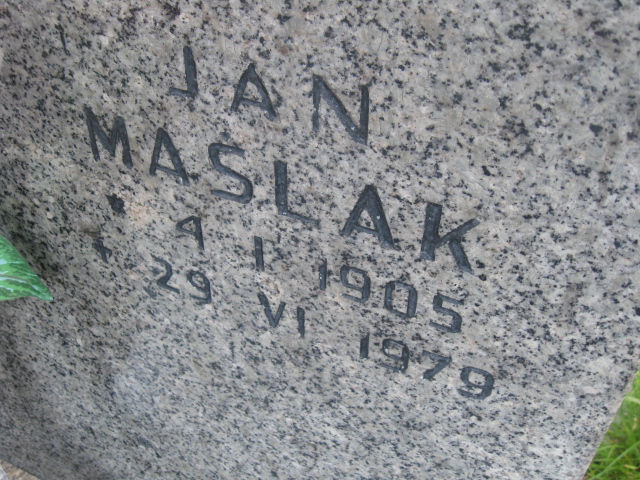 JAN
MASLAK
* 4 I 1905
+ 29 VI 1979